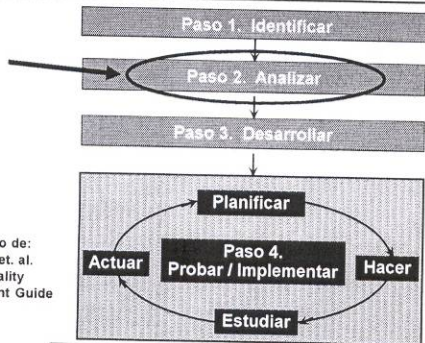 Paso 1. Identificar
Paso 2. Analizar
Paso 3. Desarrollar
Planificar
o de:
et. al.
ality
nt Guide
Actuar
Paso 4.
Probar / Implementar
Hacer
Estudiar